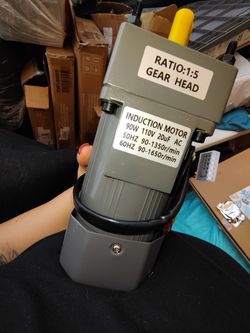 RATIO:1:5
GEAR HEAD
INDUCTION MOTOR
90W 110V 20uF AC
50HZ 90-1350r/min
60HZ 90-1650r/min